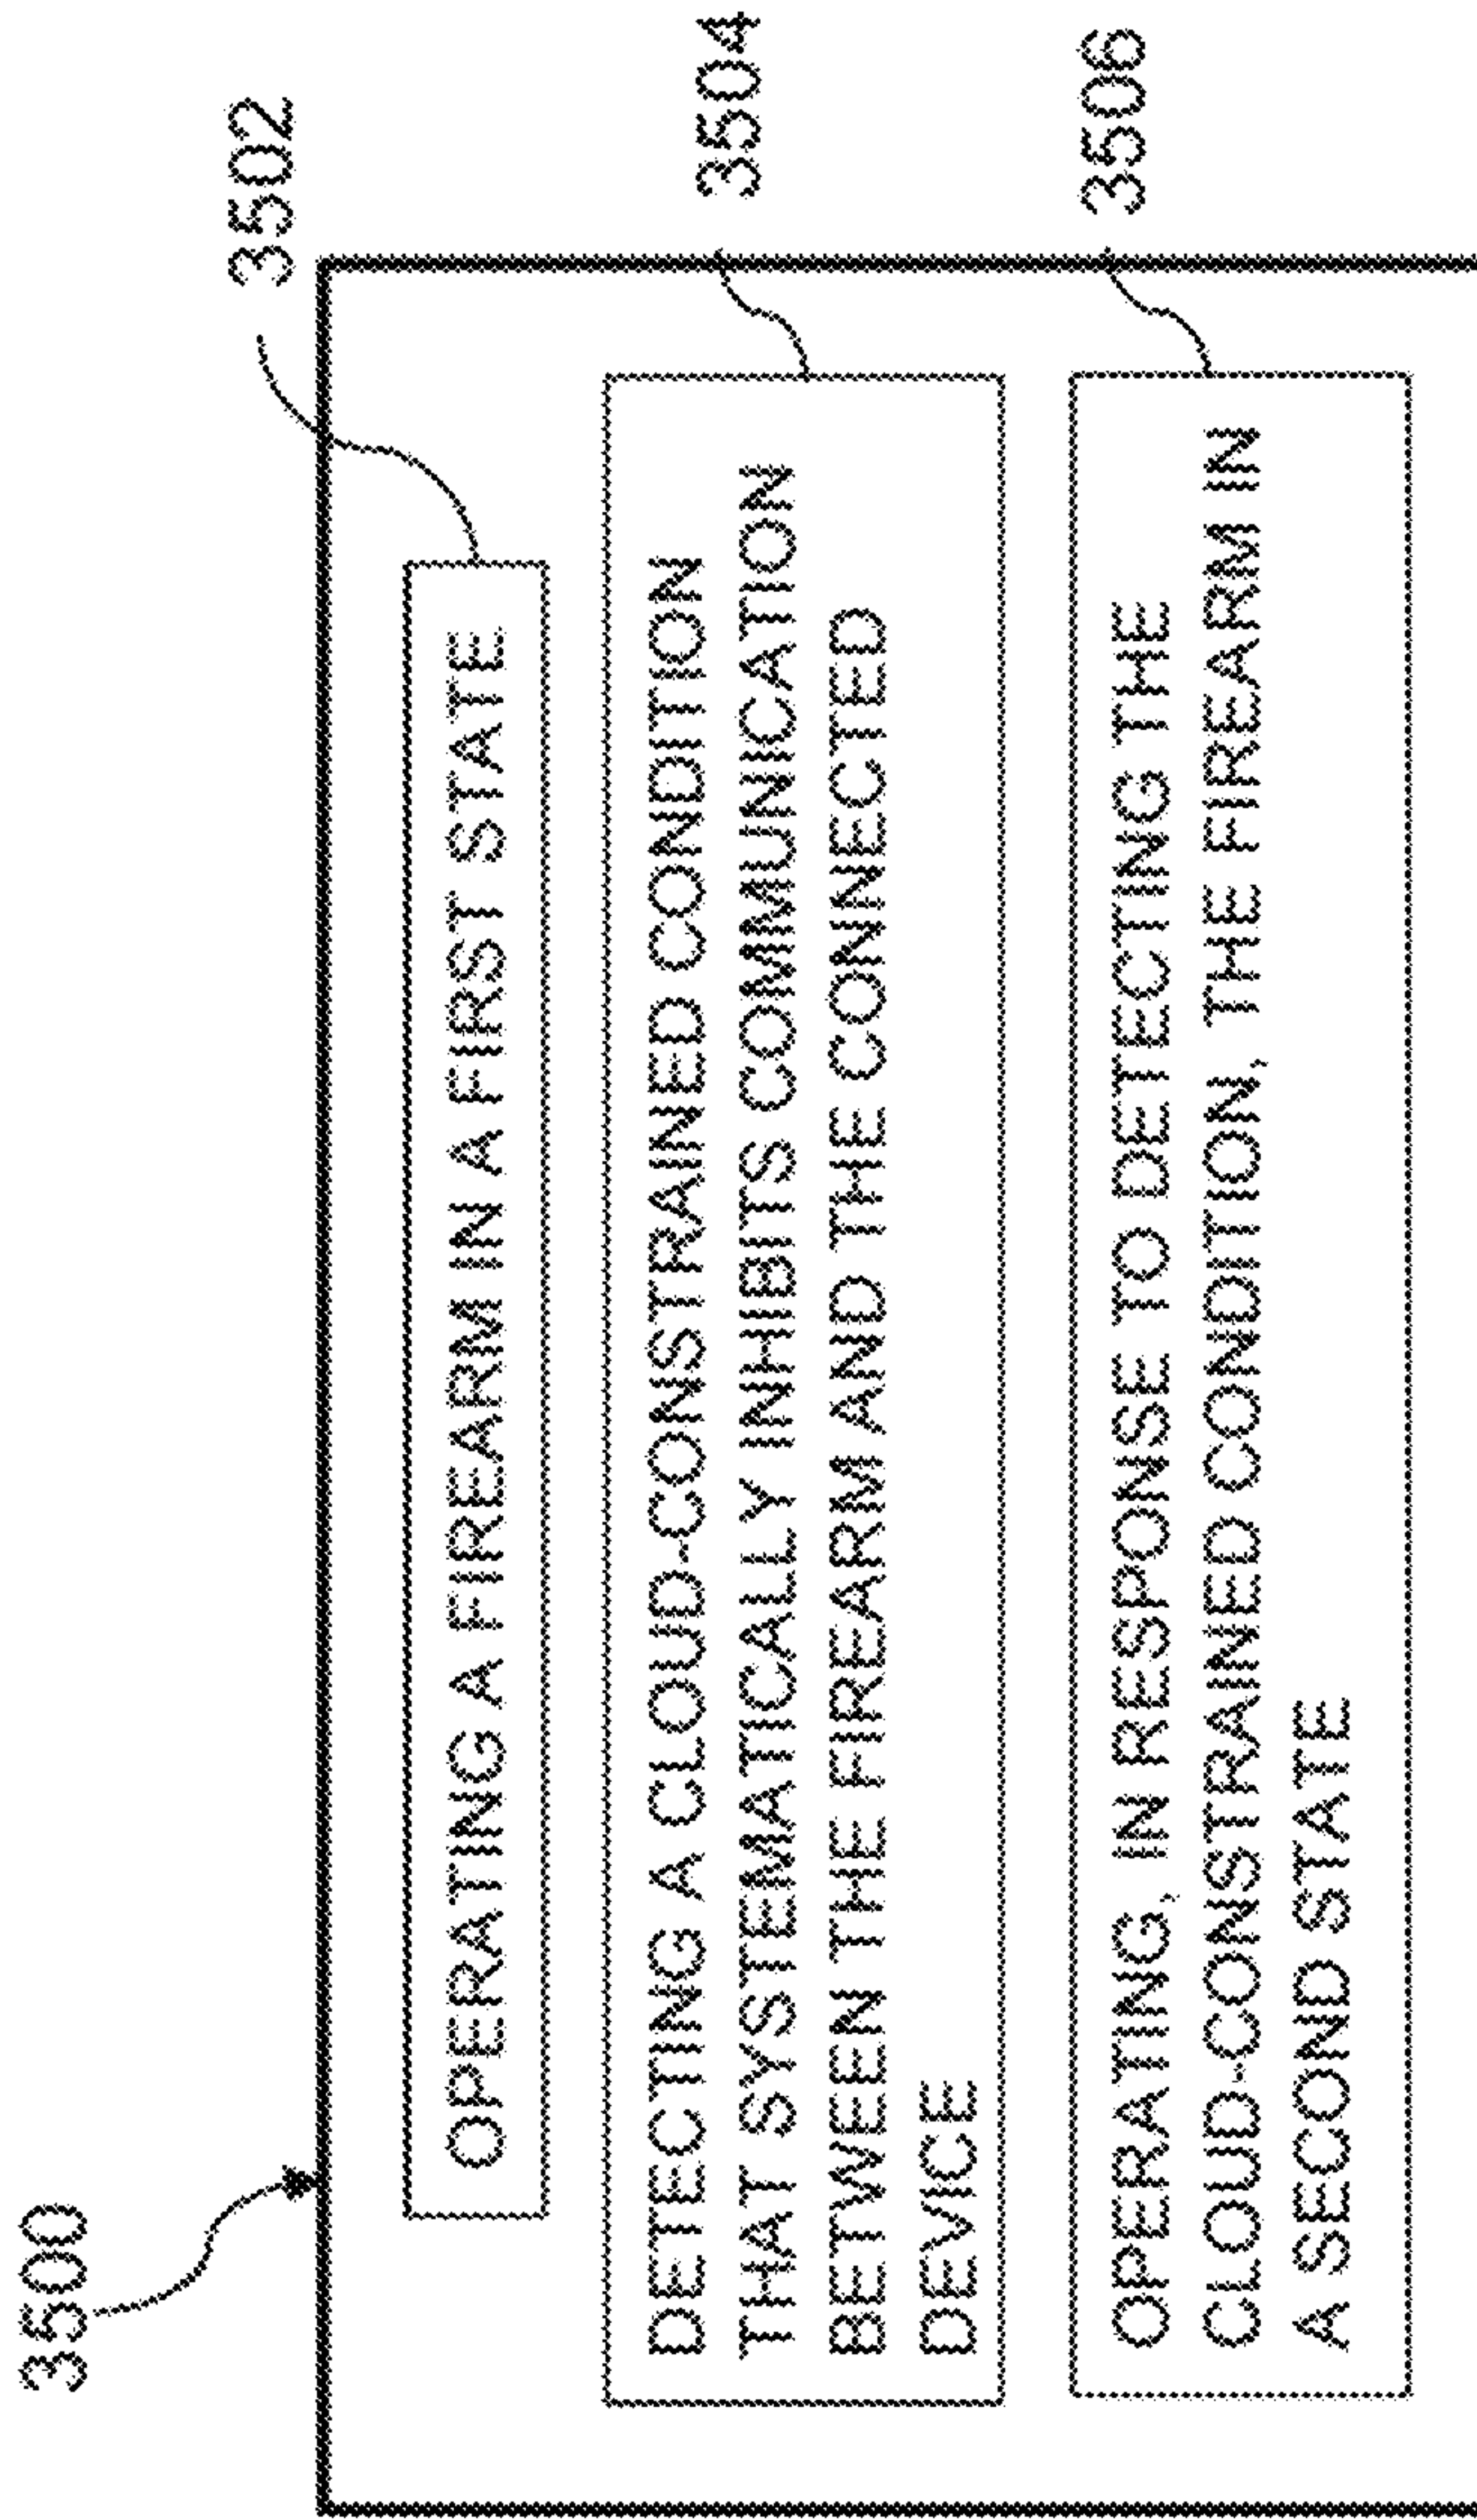 3500
3502
OPERATING A FIREARM IN A FIRST STATE
3504
DETECTING A CLOUD-CONSTRAINED CONDITION
THAT SYSTEMATICALLY INHIBITS COMMUNICATION
BETWEEN THE FIREARM AND THE CONNECTED
DEVICE
3506
OPERATING, IN RESPONSE TO DETECTING THE
CLOUD-CONSTRAINED CONDITION, THE FIREARM IN
A SECOND STATE